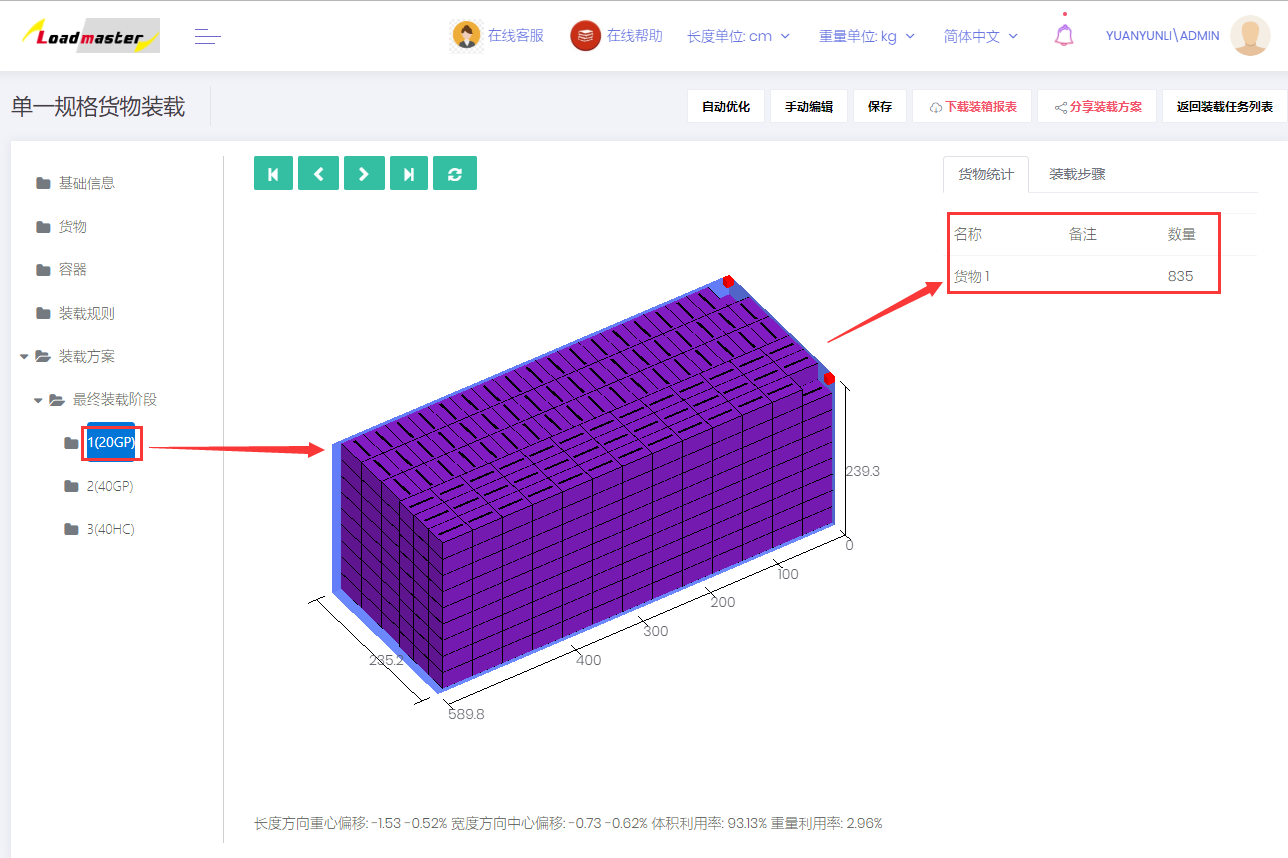 Loadmaster
在线客服 在线帮助 长度单位: cm 重量单位: kg 简体中文 YUANYUNLI\ADMIN
单一规格货物装载
自动优化 手动编辑 保存 下载装箱报表 分享装载方案 返回装载任务列表
基础信息
货物
容器
装载规则
装载方案
最终装载阶段
1(20GP)
2(40GP)
3(40HC)
货物统计 装载步骤
名称 备注 数量
货物 1 835
239.3
0
100
200
300
400
235.2
589.8
长度方向重心偏移: -1.53 -0.52% 宽度方向中心偏移: -0.73 -0.62% 体积利用率: 93.13% 重量利用率: 2.96%